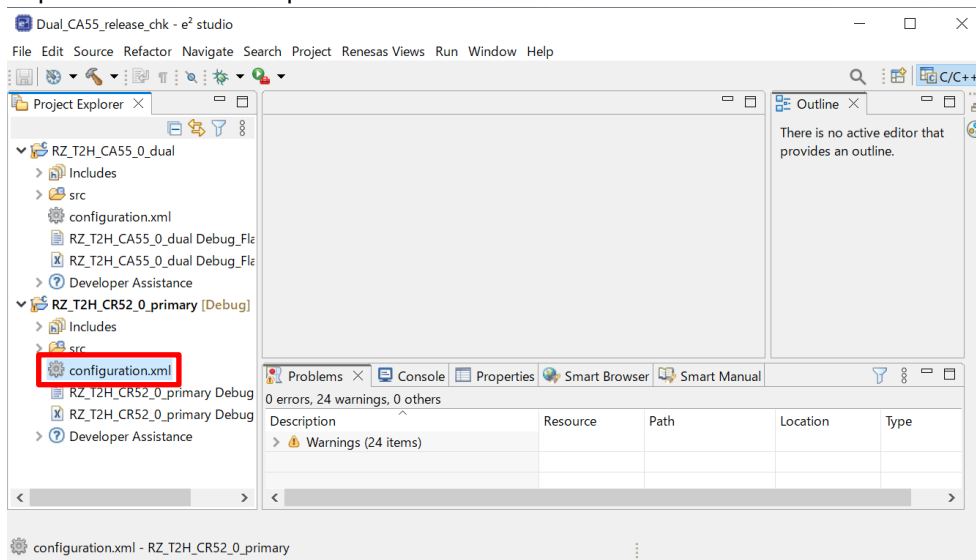 Dual_CA55_release_chk - e² studio
File Edit Source Refactor Navigate Search Project Renesas Views Run Window Help
C/C++
Project Explorer
Outline
There is no active editor that
provides an outline.
RZ_T2H_CA55_0_dual
Includes
src
configuration.xml
RZ_T2H_CA55_0_dual Debug_Fla
RZ_T2H_CA55_0_dual Debug_Fla
Developer Assistance
RZ_T2H_CR52_0_primary [Debug]
Includes
src
configuration.xml
RZ_T2H_CR52_0_primary Debug
RZ_T2H_CR52_0_primary Debug
Developer Assistance
Problems Console Properties Smart Browser Smart Manual
0 errors, 24 warnings, 0 others
Description Resource Path Location Type
Warnings (24 items)
configuration.xml - RZ_T2H_CR52_0_primary